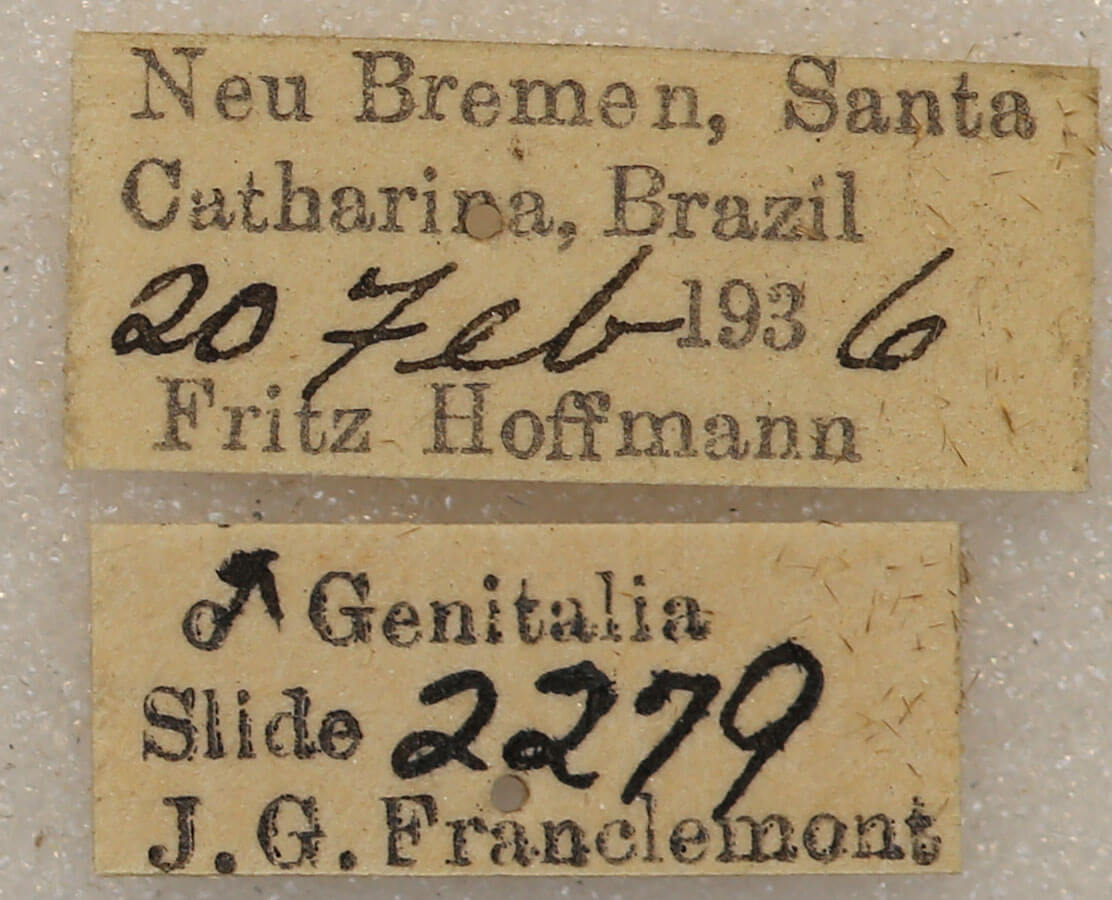 Neu Bremen, Santa
Catharina, Brazil
20 Feb 1936
Fritz Hoffmann
♂ Genitalia
Slide 2279
J. G. Franclemont